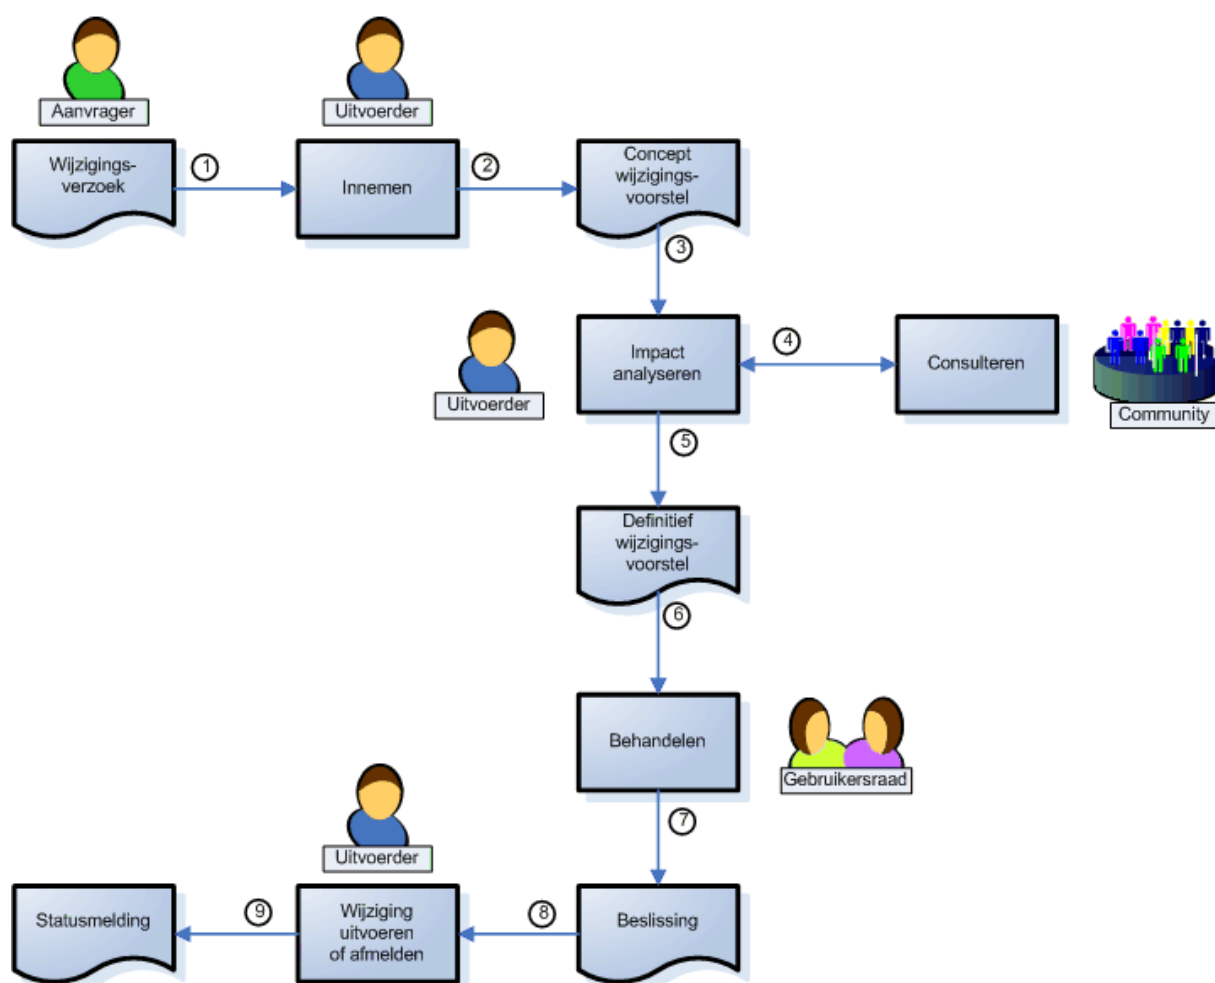 Aanvrager
Uitvoerder
Wijzigings-
verzoek
1
Innemen
2
Concept
wijzigings-
voorstel
3
Uitvoerder
Impact
analyseren
4
Consulteren
Community
5
Definitief
wijzigings-
voorstel
6
Behandelen
Gebruikersraad
7
Uitvoerder
Statusmelding
9
Wijziging
uitvoeren
of afmelden
8
Beslissing